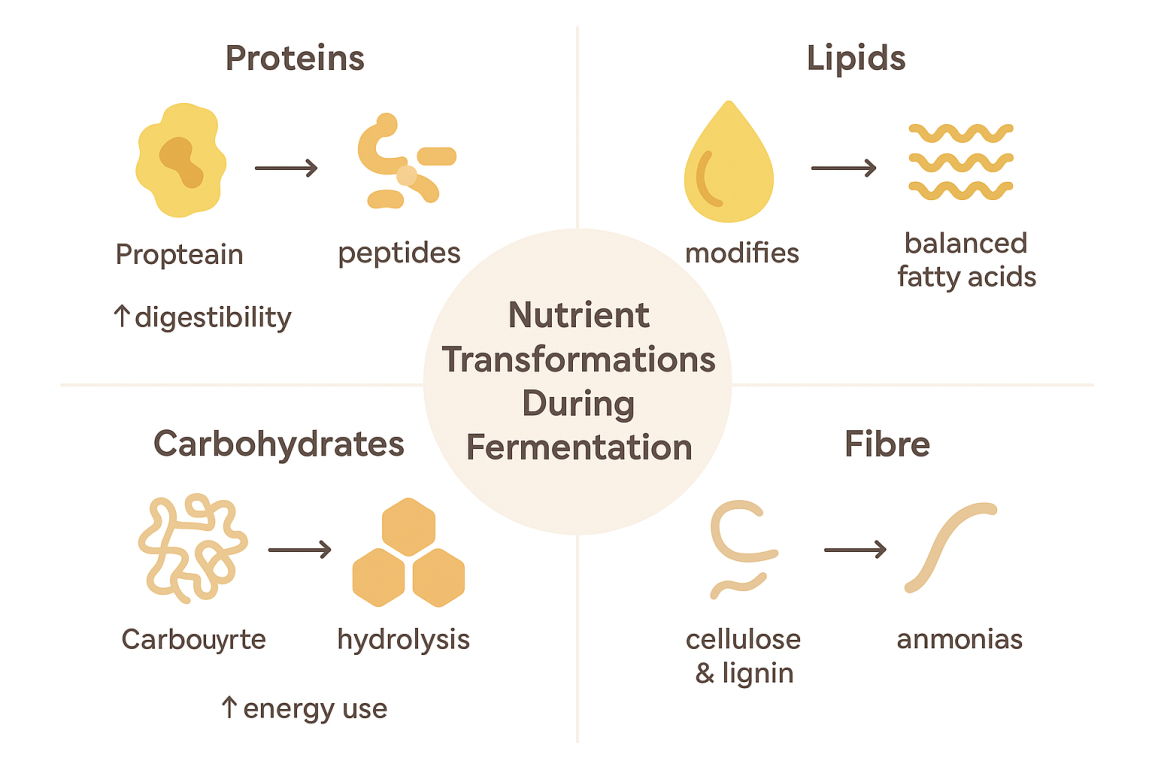 Proteins
Propteain
peptides
↑digestibility
Lipids
modifies
balanced
fatty acids
Nutrient
Transformations
During
Fermentation
Carbohydrates
Carbouyrte
hydrolysis
↑energy use
Fibre
cellulose
& lignin
anmonias